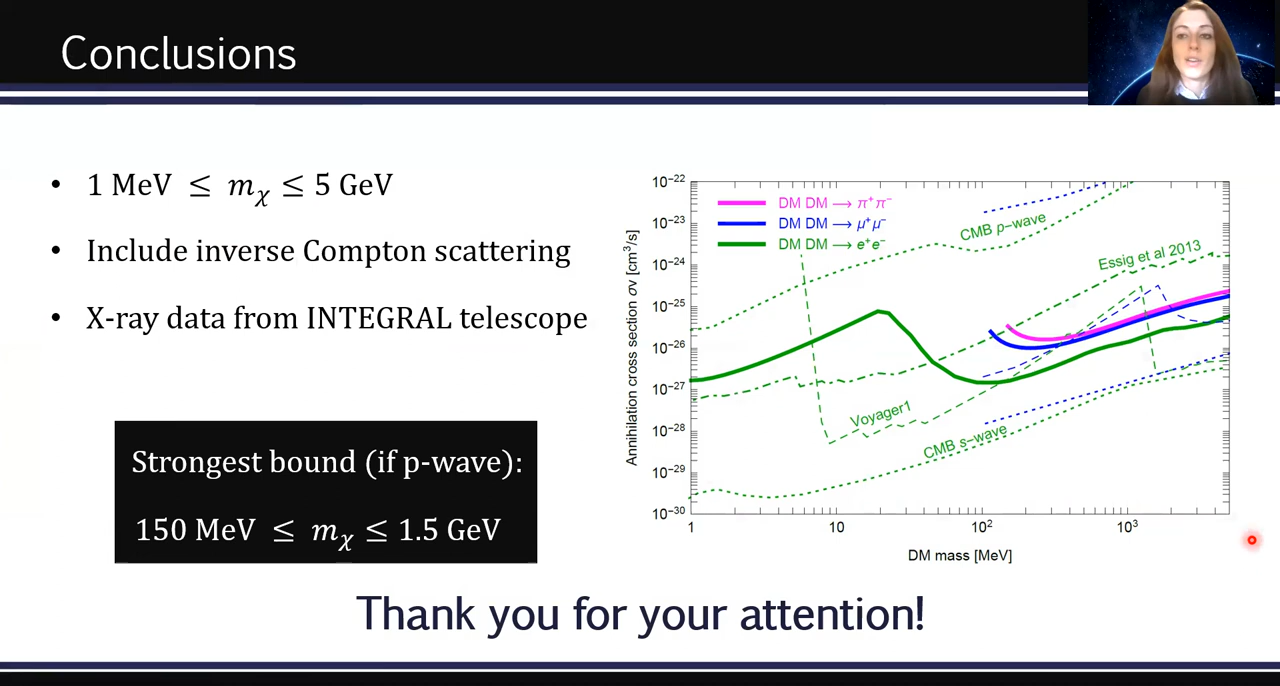 Conclusions
• 1 MeV ≤ mχ ≤ 5 GeV
• Include inverse Compton scattering
• X-ray data from INTEGRAL telescope
Strongest bound (if p-wave):
150 MeV ≤ mχ ≤ 1.5 GeV
Annihilation cross section σv [cm³/s]
10⁻²²
10⁻²³
10⁻²⁴
10⁻²⁵
10⁻²⁶
10⁻²⁷
10⁻²⁸
10⁻²⁹
10⁻³⁰
DM DM ⟶ π⁺π⁻
DM DM ⟶ μ⁺μ⁻
DM DM ⟶ e⁺e⁻
CMB p–wave
Essig et al 2013
Voyager1
CMB s–wave
1 10 10² 10³
DM mass [MeV]
Thank you for your attention!